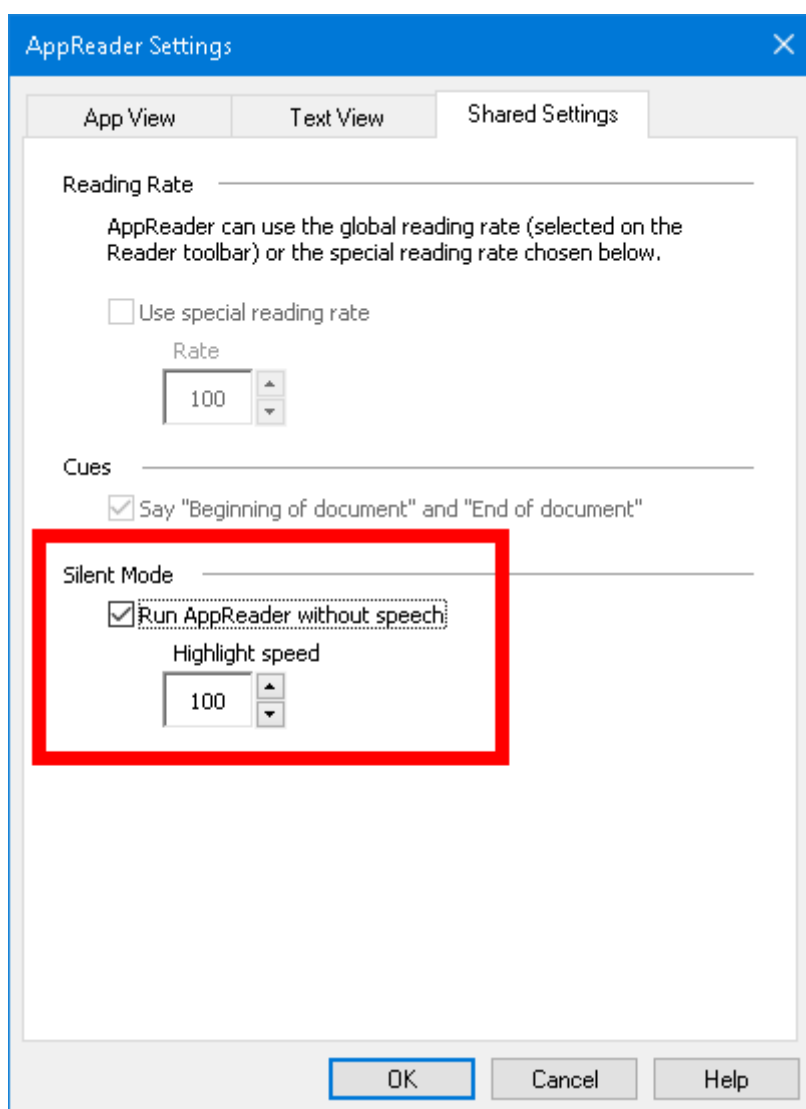 AppReader Settings
App View
Text View
Shared Settings
Reading Rate
AppReader can use the global reading rate (selected on the
Reader toolbar) or the special reading rate chosen below.
Use special reading rate
Rate
100
Cues
Say "Beginning of document" and "End of document"
Silent Mode
Run AppReader without speech
Highlight speed
100
OK
Cancel
Help